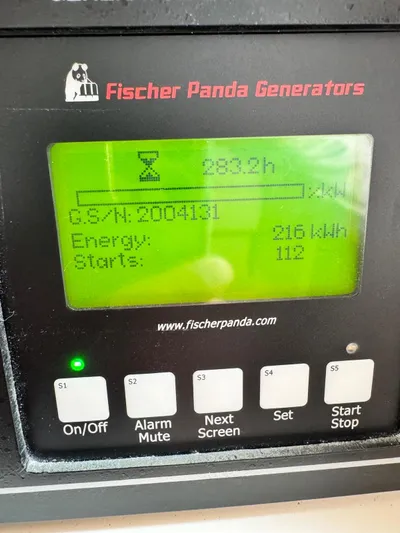 Fischer Panda Generators
283.2h
%kW
G.S/N: 2004131
Energy: 216 kWh
Starts: 112
www.fischerpanda.com
S1 S2 S3 S4 S5
On/Off Alarm Mute Next Screen Set Start Stop